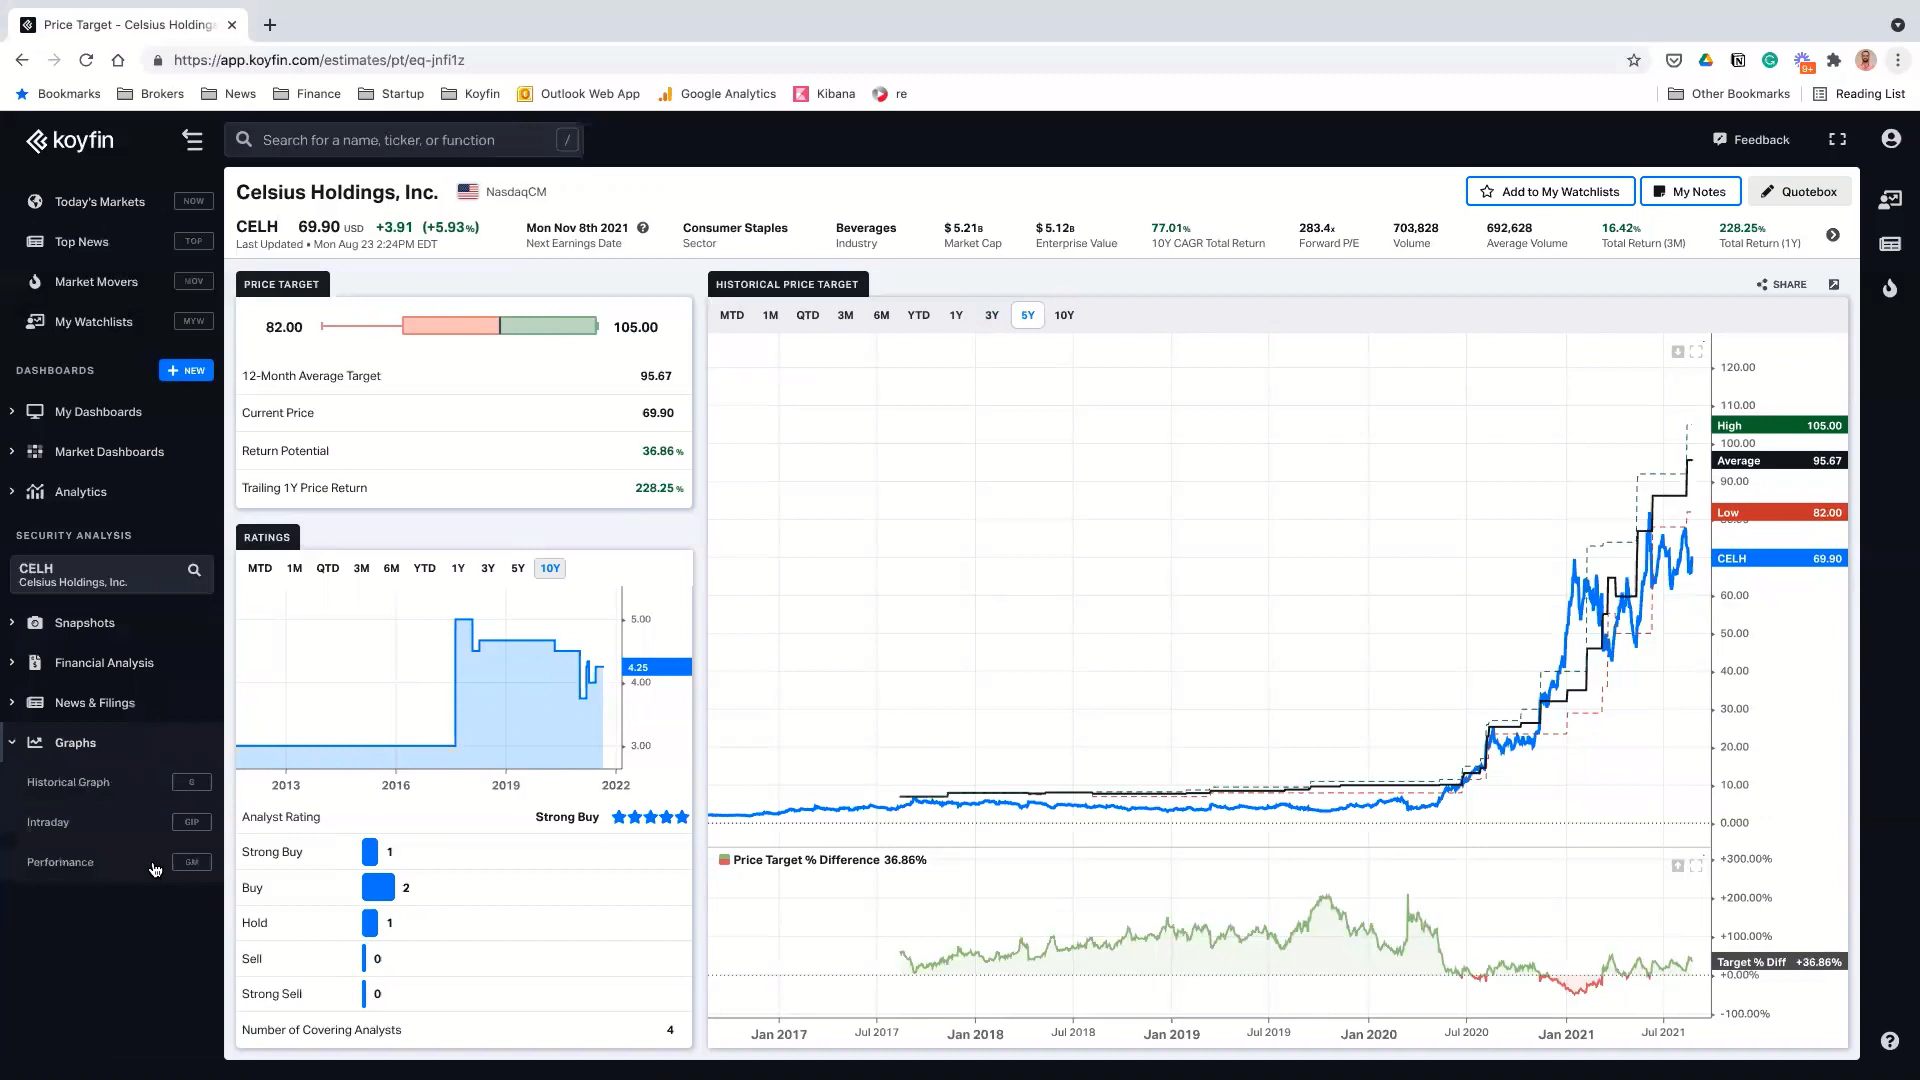 Price Target - Celsius Holdings
https://app.koyfin.com/estimates/pt/eq-jnfi1z
9+
Bookmarks Brokers News Finance Startup Koyfin Outlook Web App Google Analytics Kibana re Other Bookmarks Reading List
koyfin
Search for a name, ticker, or function /
Feedback
Today's Markets NOW
Top News TOP
Market Movers MOV
My Watchlists MYW
DASHBOARDS + NEW
My Dashboards
Market Dashboards
Analytics
SECURITY ANALYSIS
CELH
Celsius Holdings, Inc.
Snapshots
Financial Analysis
News & Filings
Graphs
Historical Graph G
Intraday GIP
Performance GM
Celsius Holdings, Inc. NasdaqCM
Add to My Watchlists My Notes Quotebox
CELH 69.90 USD +3.91 (+5.93%)
Last Updated • Mon Aug 23 2:24PM EDT
Mon Nov 8th 2021
Next Earnings Date
Consumer Staples
Sector
Beverages
Industry
$ 5.21B
Market Cap
$ 5.12B
Enterprise Value
77.01%
10Y CAGR Total Return
283.4x
Forward P/E
703,828
Volume
692,628
Average Volume
16.42%
Total Return (3M)
228.25%
Total Return (1Y)
PRICE TARGET
82.00 105.00
12-Month Average Target 95.67
Current Price 69.90
Return Potential 36.86 %
Trailing 1Y Price Return 228.25 %
RATINGS
MTD 1M QTD 3M 6M YTD 1Y 3Y 5Y 10Y
5.00
4.25
4.00
3.00
2013 2016 2019 2022
Analyst Rating Strong Buy
Strong Buy 1
Buy 2
Hold 1
Sell 0
Strong Sell 0
Number of Covering Analysts 4
HISTORICAL PRICE TARGET
SHARE
MTD 1M QTD 3M 6M YTD 1Y 3Y 5Y 10Y
120.00
110.00
High 105.00
100.00
Average 95.67
90.00
Low 82.00
CELH 69.90
60.00
50.00
40.00
30.00
20.00
10.00
0.000
Price Target % Difference 36.86%
+300.00%
+200.00%
+100.00%
Target % Diff +36.86%
+0.00%
-100.00%
Jan 2017 Jul 2017 Jan 2018 Jul 2018 Jan 2019 Jul 2019 Jan 2020 Jul 2020 Jan 2021 Jul 2021